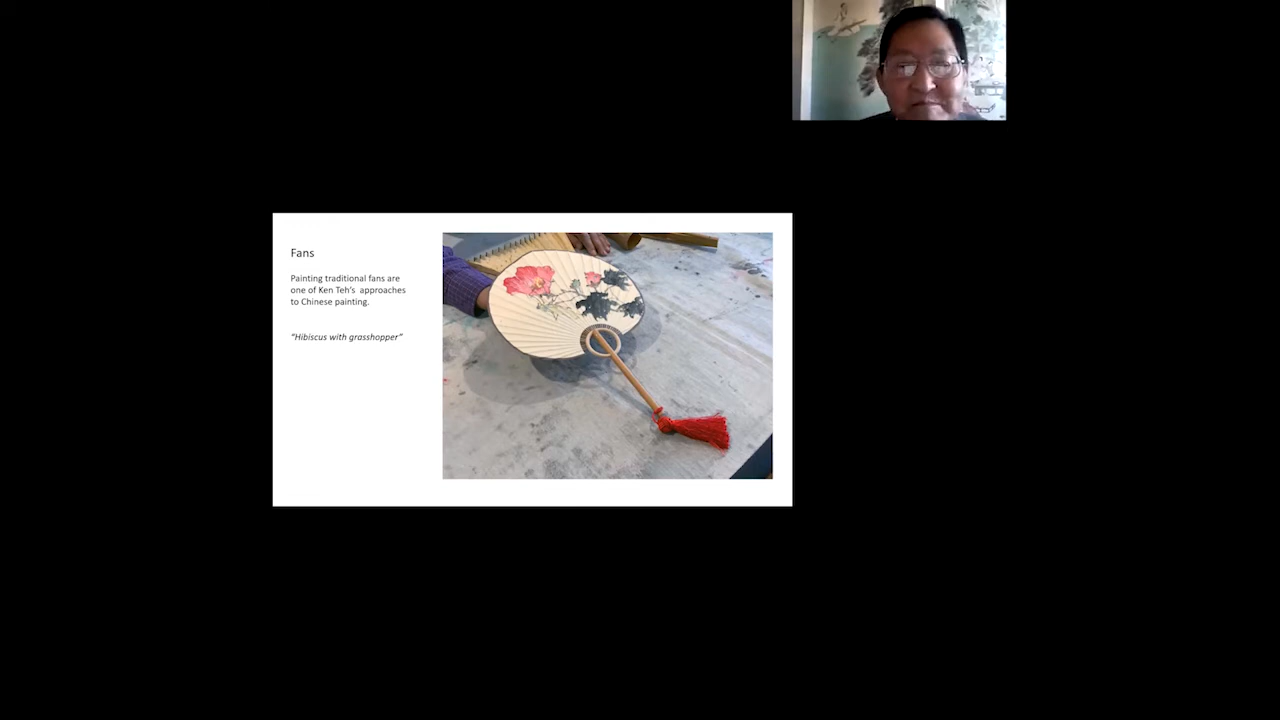 Fans
Painting traditional fans are
one of Ken Teh's  approaches
to Chinese painting.
“Hibiscus with grasshopper”